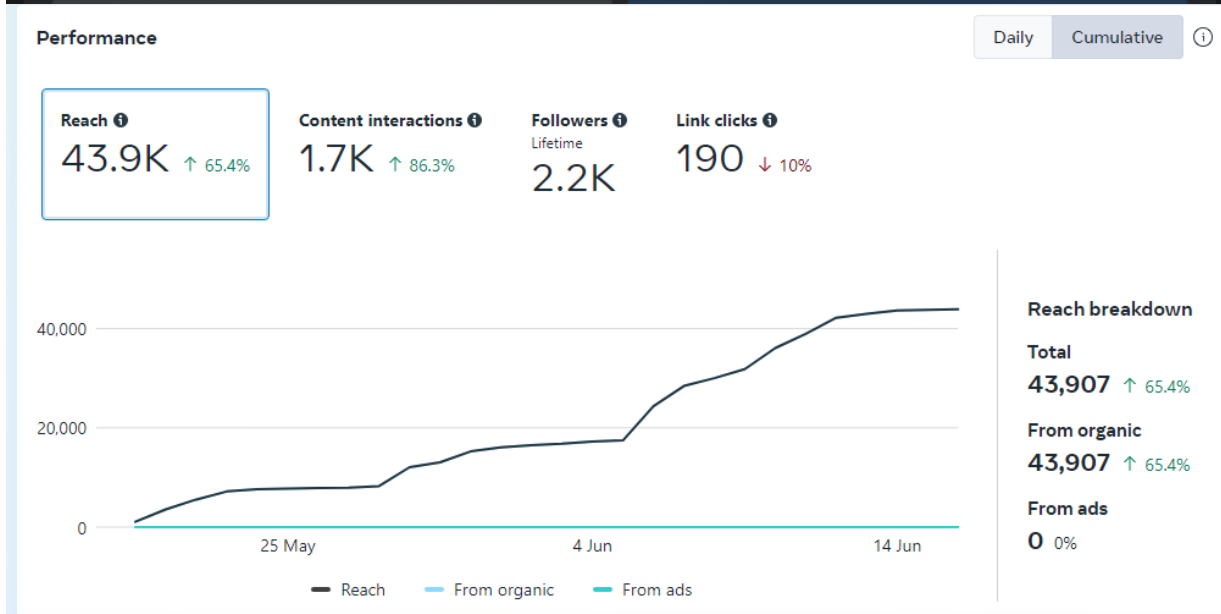 Performance
Daily Cumulative
Reach
43.9K ↑ 65.4%
Content interactions
1.7K ↑ 86.3%
Followers
Lifetime
2.2K
Link clicks
190 ↓ 10%
40,000
20,000
0
25 May 4 Jun 14 Jun
Reach From organic From ads
Reach breakdown
Total
43,907 ↑ 65.4%
From organic
43,907 ↑ 65.4%
From ads
0 0%